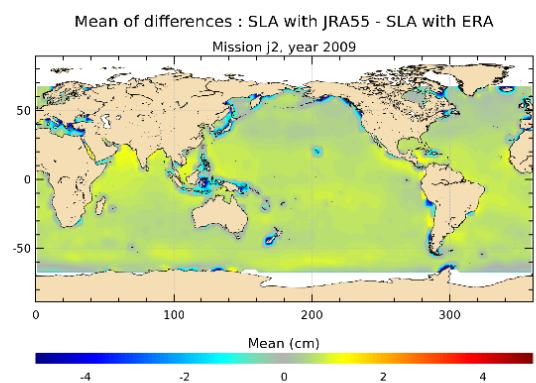 Mean of differences : SLA with JRA55 - SLA with ERA
Mission j2, year 2009
50
0
-50
0 100 200 300
Mean (cm)
-4 -2 0 2 4